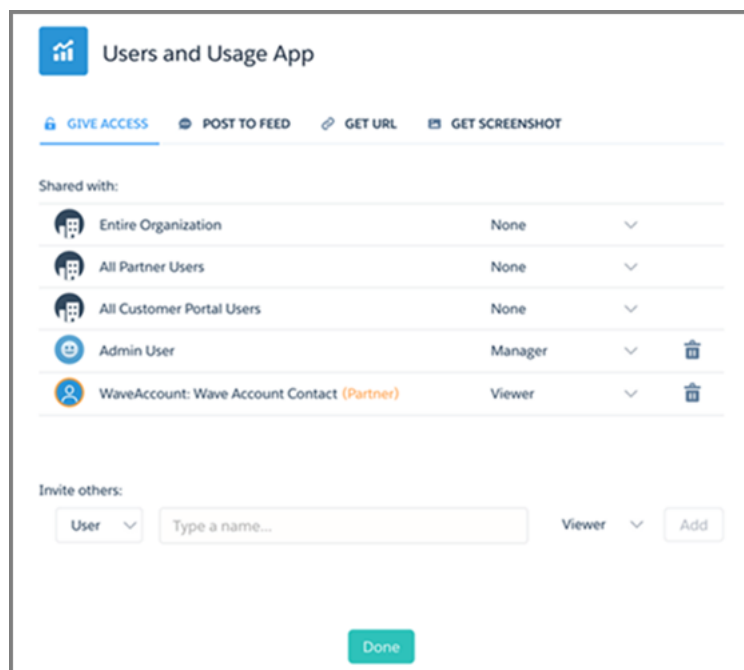 Users and Usage App
GIVE ACCESS POST TO FEED GET URL GET SCREENSHOT
Shared with:
Entire Organization None
All Partner Users None
All Customer Portal Users None
Admin User Manager
WaveAccount: Wave Account Contact (Partner) Viewer
Invite others:
User Type a name... Viewer Add
Done